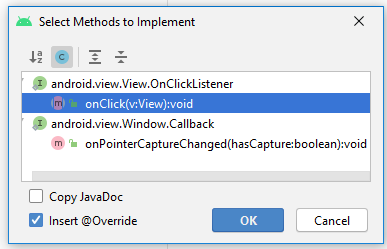 Select Methods to Implement
android.view.View.OnClickListener
onClick(v:View):void
android.view.Window.Callback
onPointerCaptureChanged(hasCapture:boolean):void
Copy JavaDoc
Insert @Override
OK
Cancel